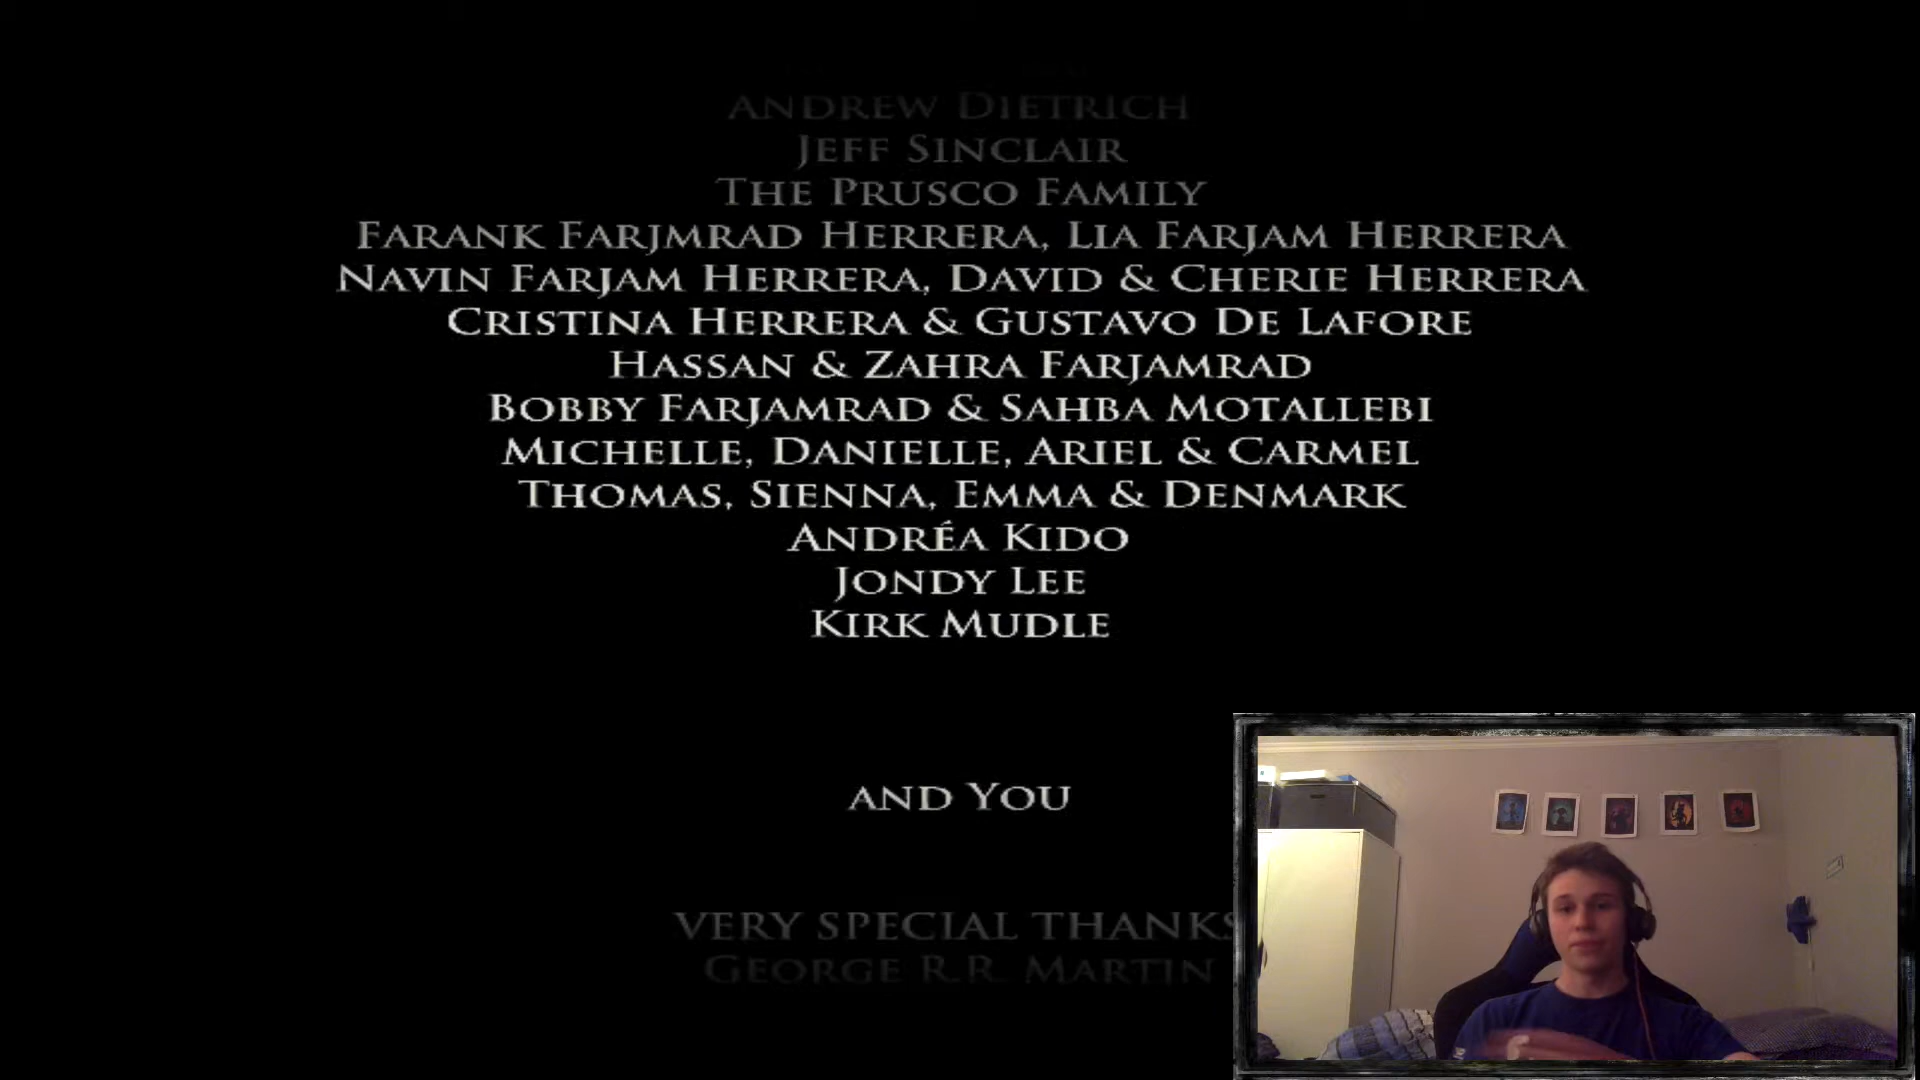 Andrew Dietrich
Jeff Sinclair
The Prusco Family
Farank Farjmrad Herrera, Lia Farjam Herrera
Navin Farjam Herrera, David & Cherie Herrera
Cristina Herrera & Gustavo De Lafore
Hassan & Zahra Farjamrad
Bobby Farjamrad & Sahba Motallebi
Michelle, Danielle, Ariel & Carmel
Thomas, Sienna, Emma & Denmark
Andréa Kido
Jondy Lee
Kirk Mudle
and You
very special thanks
George R.R. Martin